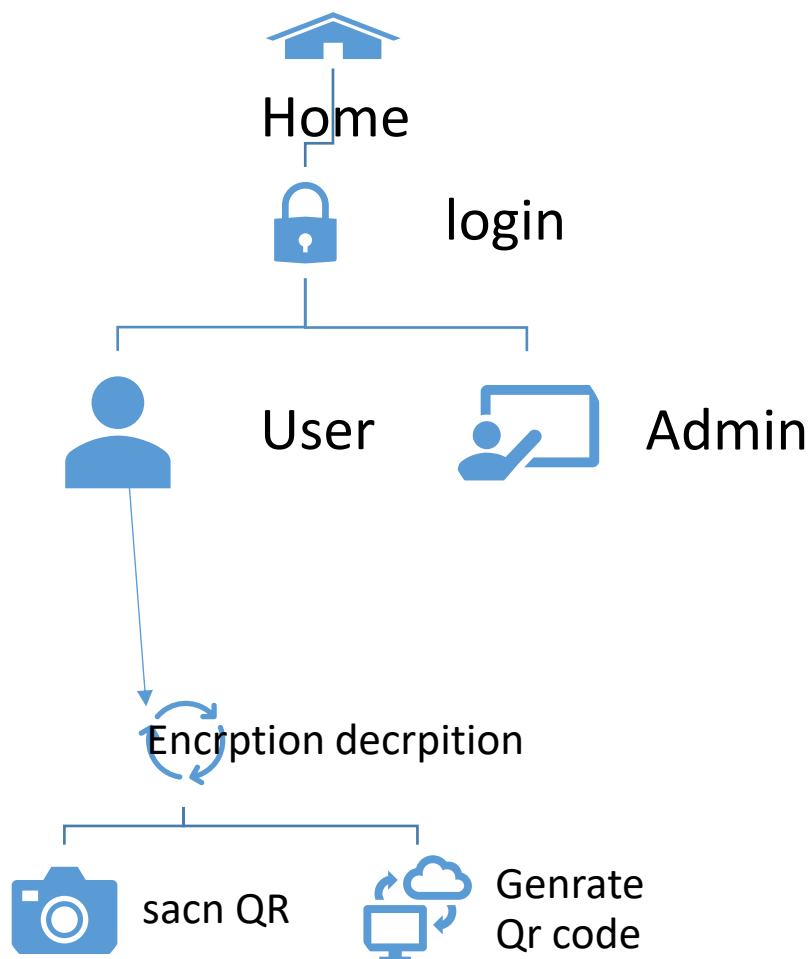 Home
login
User
Admin
Encrption decrpition
sacn QR
Genrate
Qr code